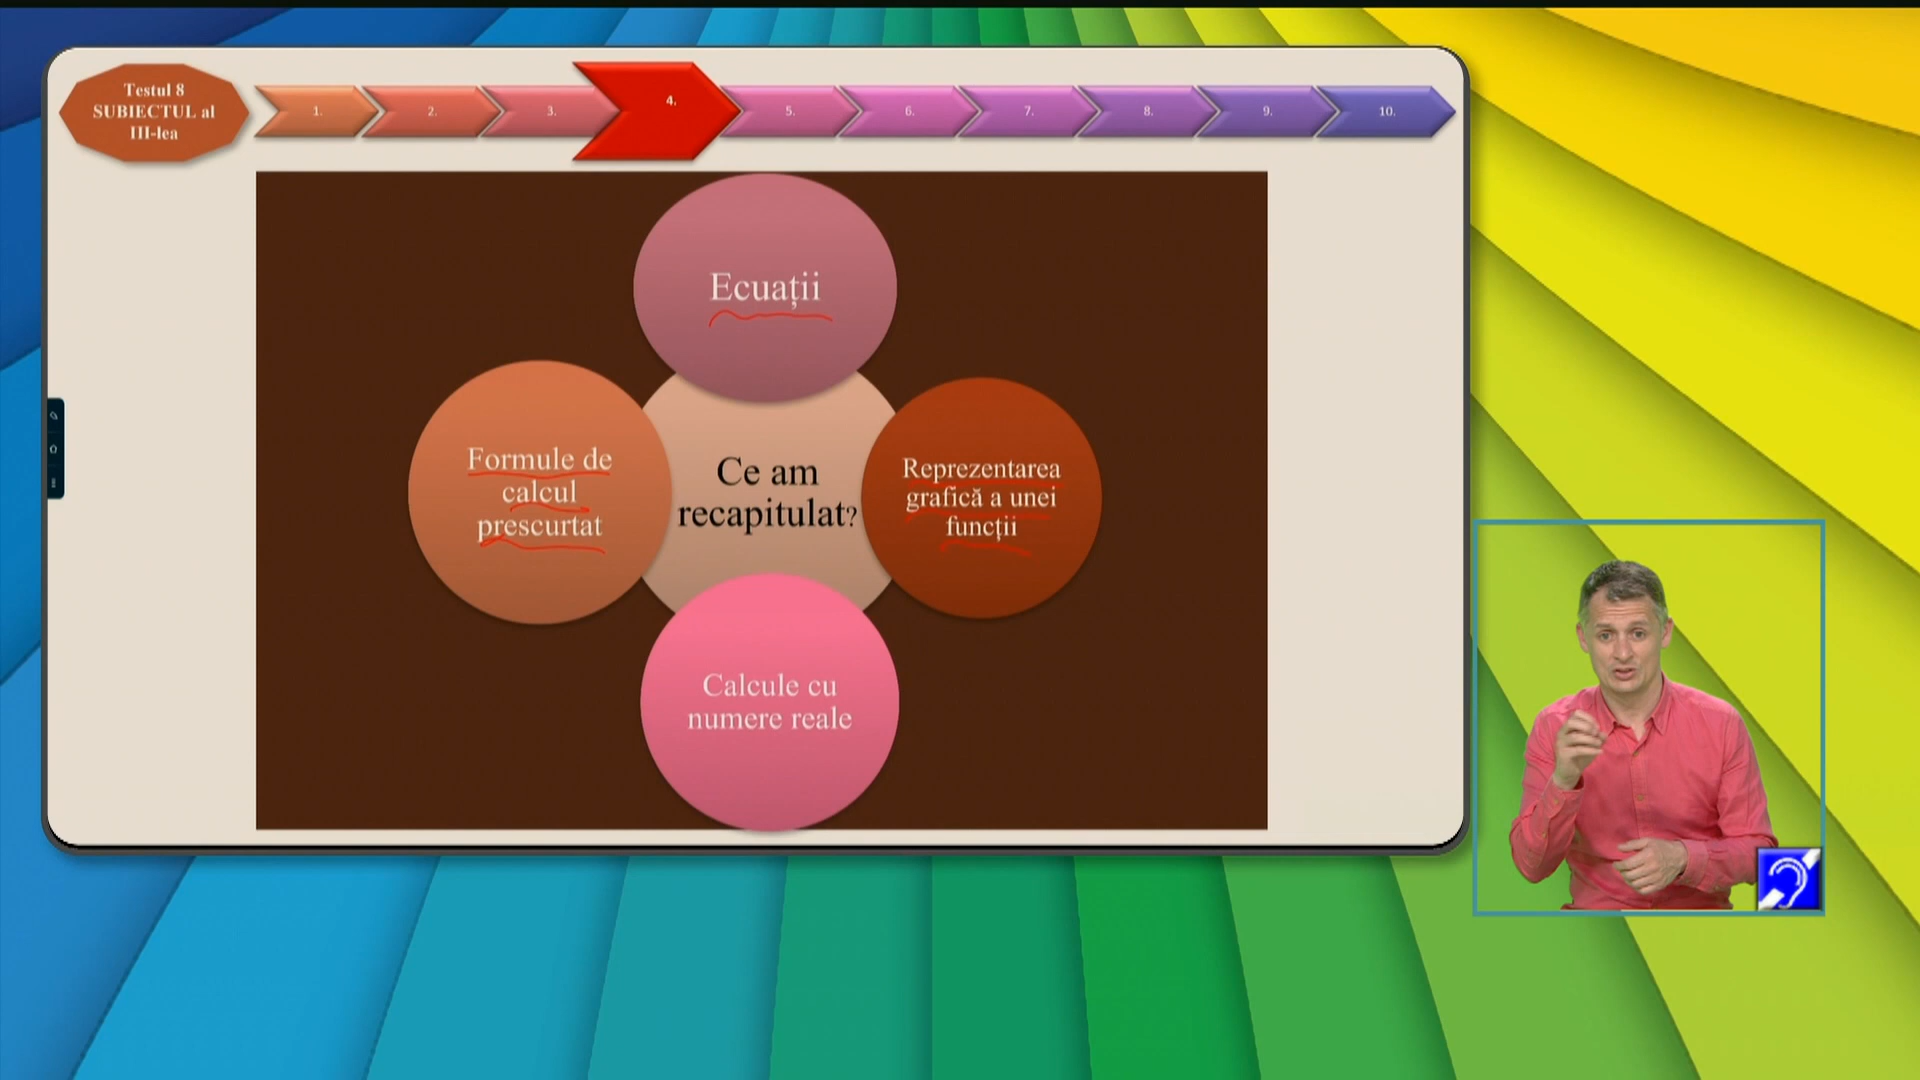 Testul 8
SUBIECTUL al
III-lea
1.
2.
3.
4.
5.
6.
7.
8.
9.
10.
Ecuații
Formule de
calcul
prescurtat
Ce am
recapitulat?
Reprezentarea
grafică a unei
funcții
Calcule cu
numere reale